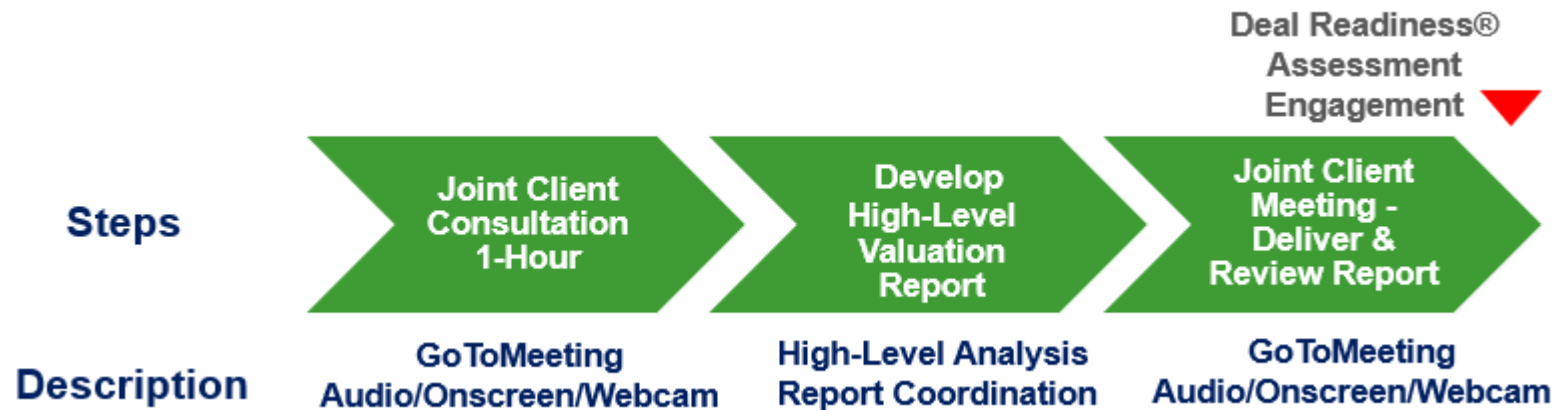 Deal Readiness®
Assessment
Engagement
Steps
Joint Client
Consultation
1-Hour
Develop
High-Level
Valuation
Report
Joint Client
Meeting -
Deliver &
Review Report
Description
GoToMeeting
Audio/Onscreen/Webcam
High-Level Analysis
Report Coordination
GoToMeeting
Audio/Onscreen/Webcam